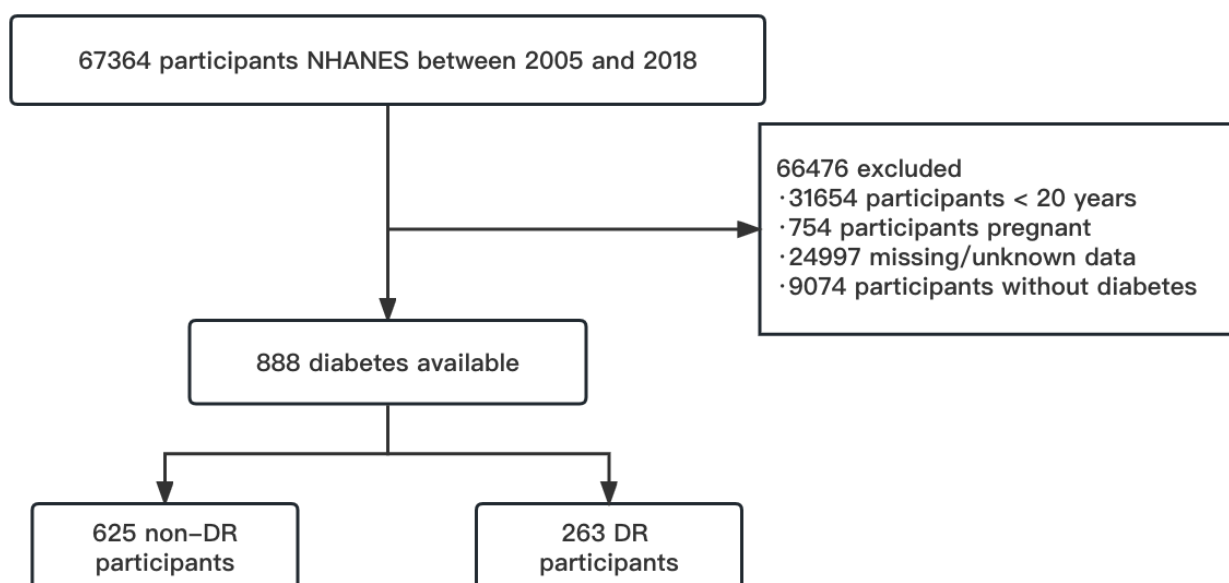 67364 participants NHANES between 2005 and 2018
66476 excluded
·31654 participants < 20 years
·754 participants pregnant
·24997 missing/unknown data
·9074 participants without diabetes
888 diabetes available
625 non-DR
participants
263 DR
participants